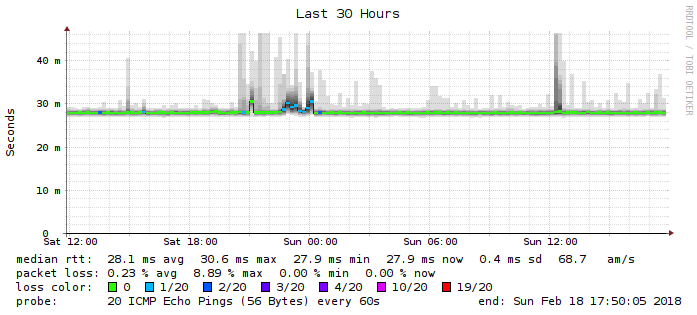 Last 30 Hours
RRDTOOL / TOBI OETIKER
Seconds
40 m
30 m
20 m
10 m
0
Sat 12:00 Sat 18:00 Sun 00:00 Sun 06:00 Sun 12:00
median rtt: 28.1 ms avg 30.6 ms max 27.9 ms min 27.9 ms now 0.4 ms sd 68.7 am/s
packet loss: 0.23 % avg 8.89 % max 0.00 % min 0.00 % now
loss color: 0 1/20 2/20 3/20 4/20 10/20 19/20
probe: 20 ICMP Echo Pings (56 Bytes) every 60s end: Sun Feb 18 17:50:05 2018